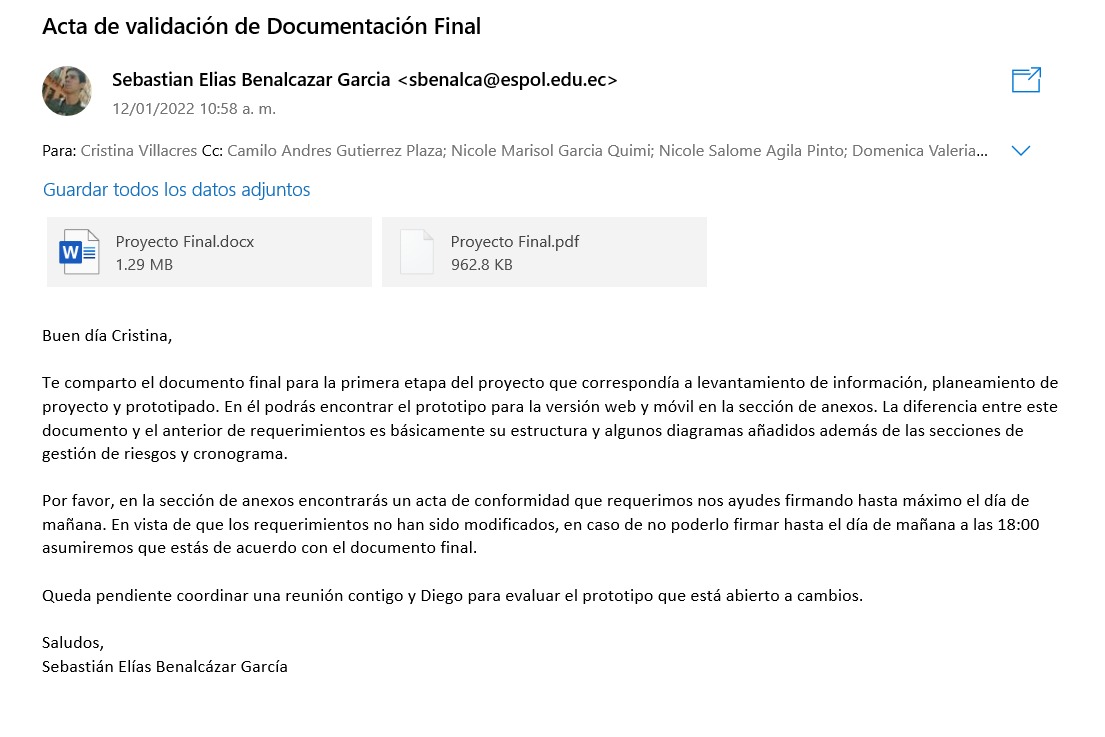 Acta de validación de Documentación Final
Sebastian Elias Benalcazar Garcia <sbenalca@espol.edu.ec>
12/01/2022 10:58 a. m.
Para: Cristina Villacres Cc: Camilo Andres Gutierrez Plaza; Nicole Marisol Garcia Quimi; Nicole Salome Agila Pinto; Domenica Valeria...
Guardar todos los datos adjuntos
W
Proyecto Final.docx
1.29 MB
Proyecto Final.pdf
962.8 KB
Buen día Cristina,
Te comparto el documento final para la primera etapa del proyecto que correspondía a levantamiento de información, planeamiento de
proyecto y prototipado. En él podrás encontrar el prototipo para la versión web y móvil en la sección de anexos. La diferencia entre este
documento y el anterior de requerimientos es básicamente su estructura y algunos diagramas añadidos además de las secciones de
gestión de riesgos y cronograma.
Por favor, en la sección de anexos encontrarás un acta de conformidad que requerimos nos ayudes firmando hasta máximo el día de
mañana. En vista de que los requerimientos no han sido modificados, en caso de no poderlo firmar hasta el día de mañana a las 18:00
asumiremos que estás de acuerdo con el documento final.
Queda pendiente coordinar una reunión contigo y Diego para evaluar el prototipo que está abierto a cambios.
Saludos,
Sebastián Elías Benalcázar García